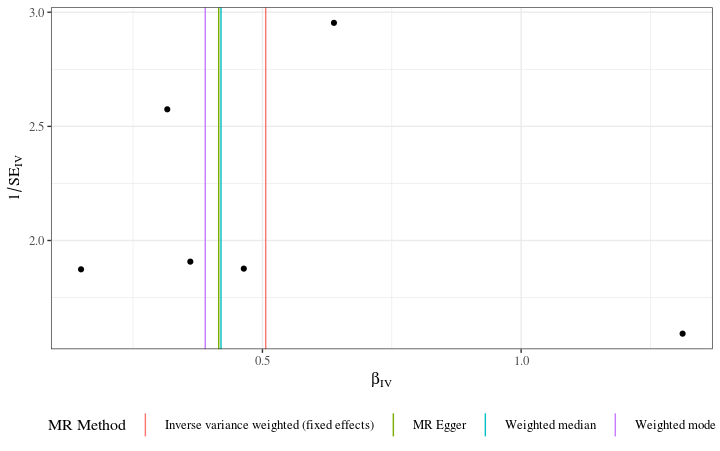 3.0
2.5
2.0
1/SE_IV
0.5 1.0
β_IV
MR Method Inverse variance weighted (fixed effects) MR Egger Weighted median Weighted mode